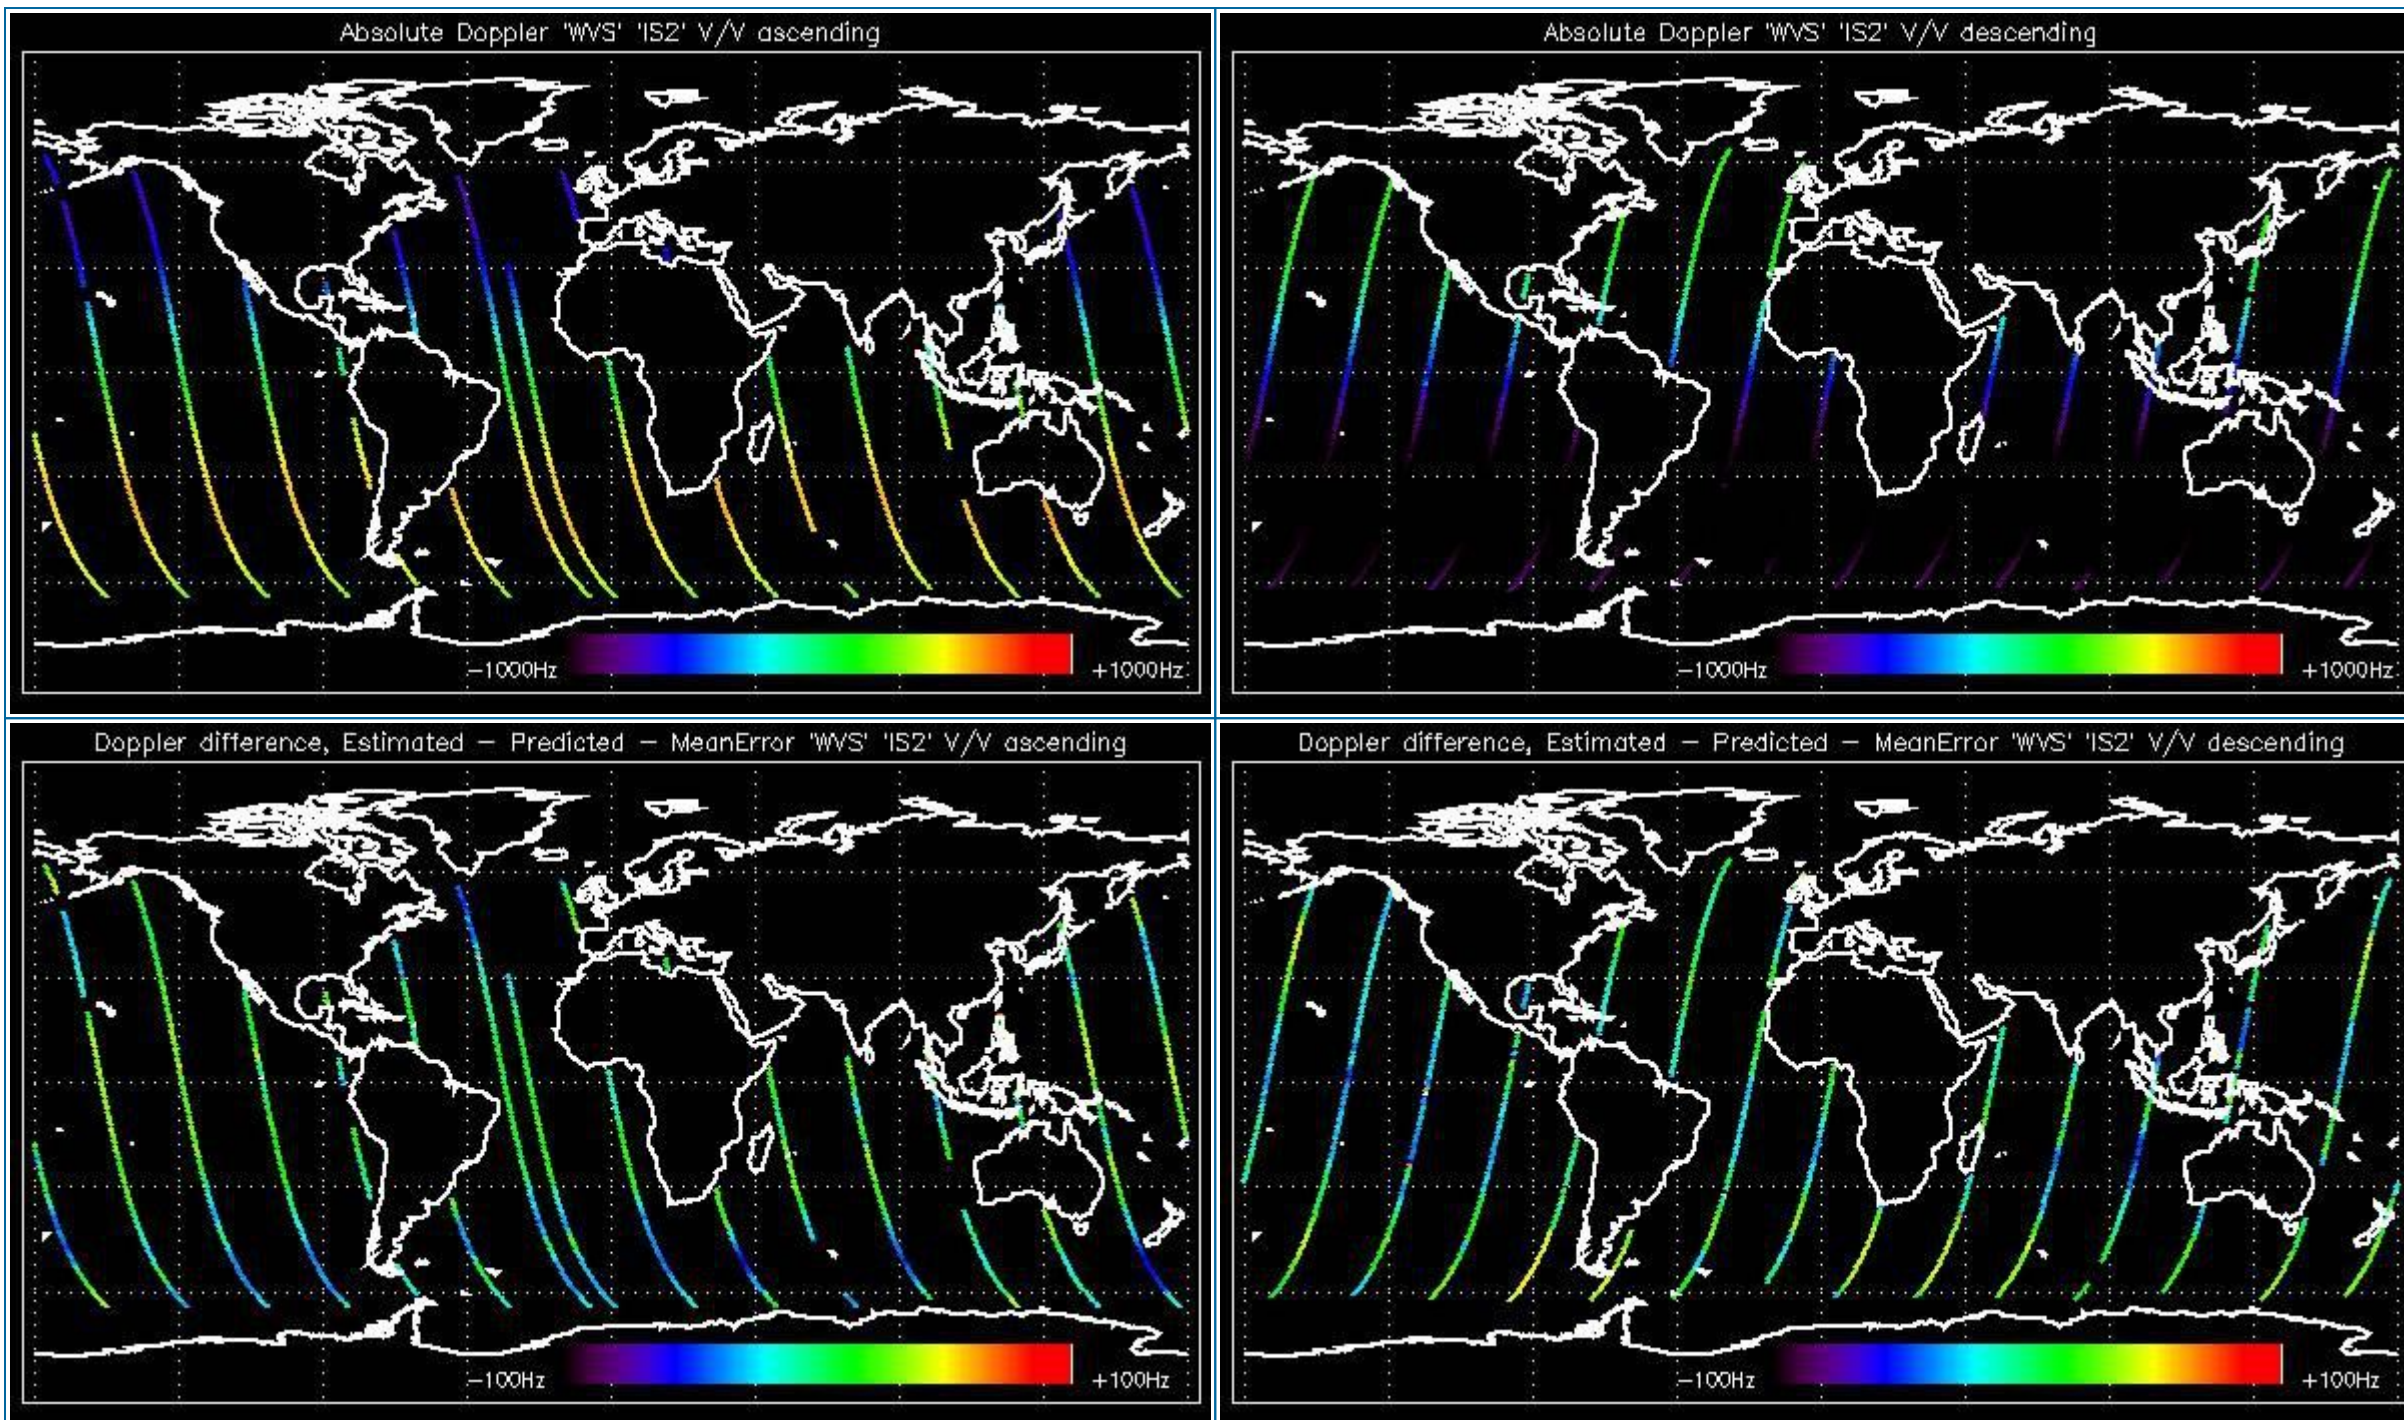 Absolute Doppler 'WVS' 'IS2' V/V ascending
−1000Hz
+1000Hz
Absolute Doppler 'WVS' 'IS2' V/V descending
−1000Hz
+1000Hz
Doppler difference, Estimated − Predicted − MeanError 'WVS' 'IS2' V/V ascending
−100Hz
+100Hz
Doppler difference, Estimated − Predicted − MeanError 'WVS' 'IS2' V/V descending
−100Hz
+100Hz